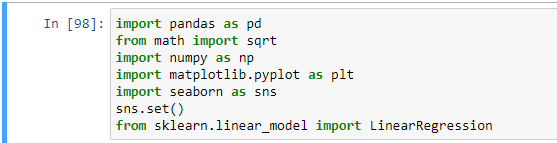 In [98]: import pandas as pd
from math import sqrt
import numpy as np
import matplotlib.pyplot as plt
import seaborn as sns
sns.set()
from sklearn.linear_model import LinearRegression